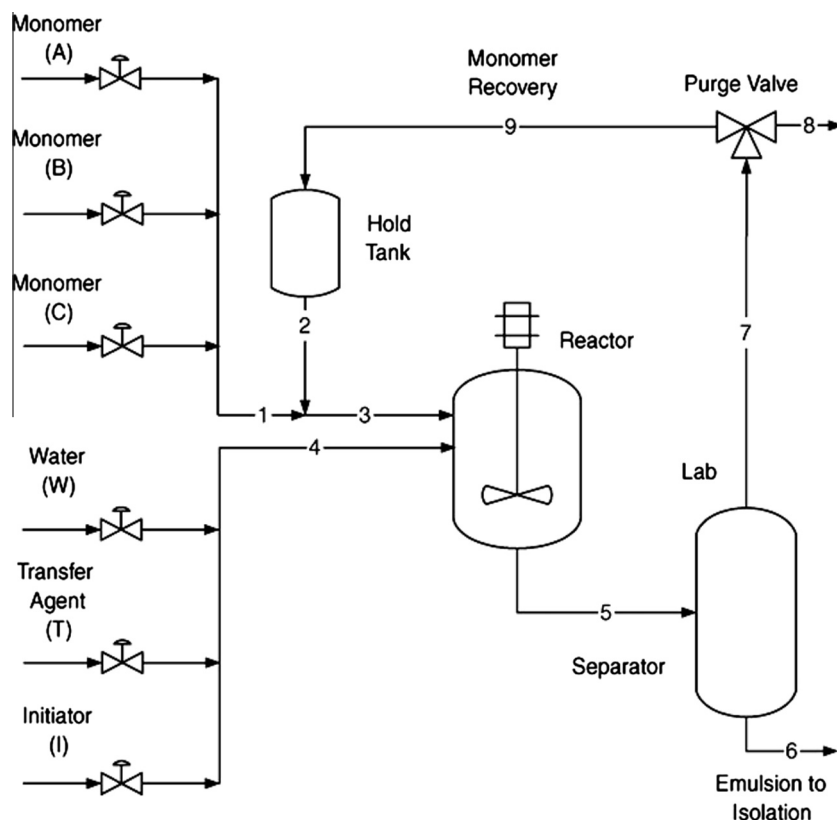 Monomer
(A)
Monomer
(B)
Monomer
(C)
Water
(W)
Transfer
Agent
(T)
Initiator
(I)
Monomer
Recovery
9
Purge Valve
8
Hold
Tank
2
7
Reactor
1
3
4
Lab
5
Separator
6
Emulsion to
Isolation